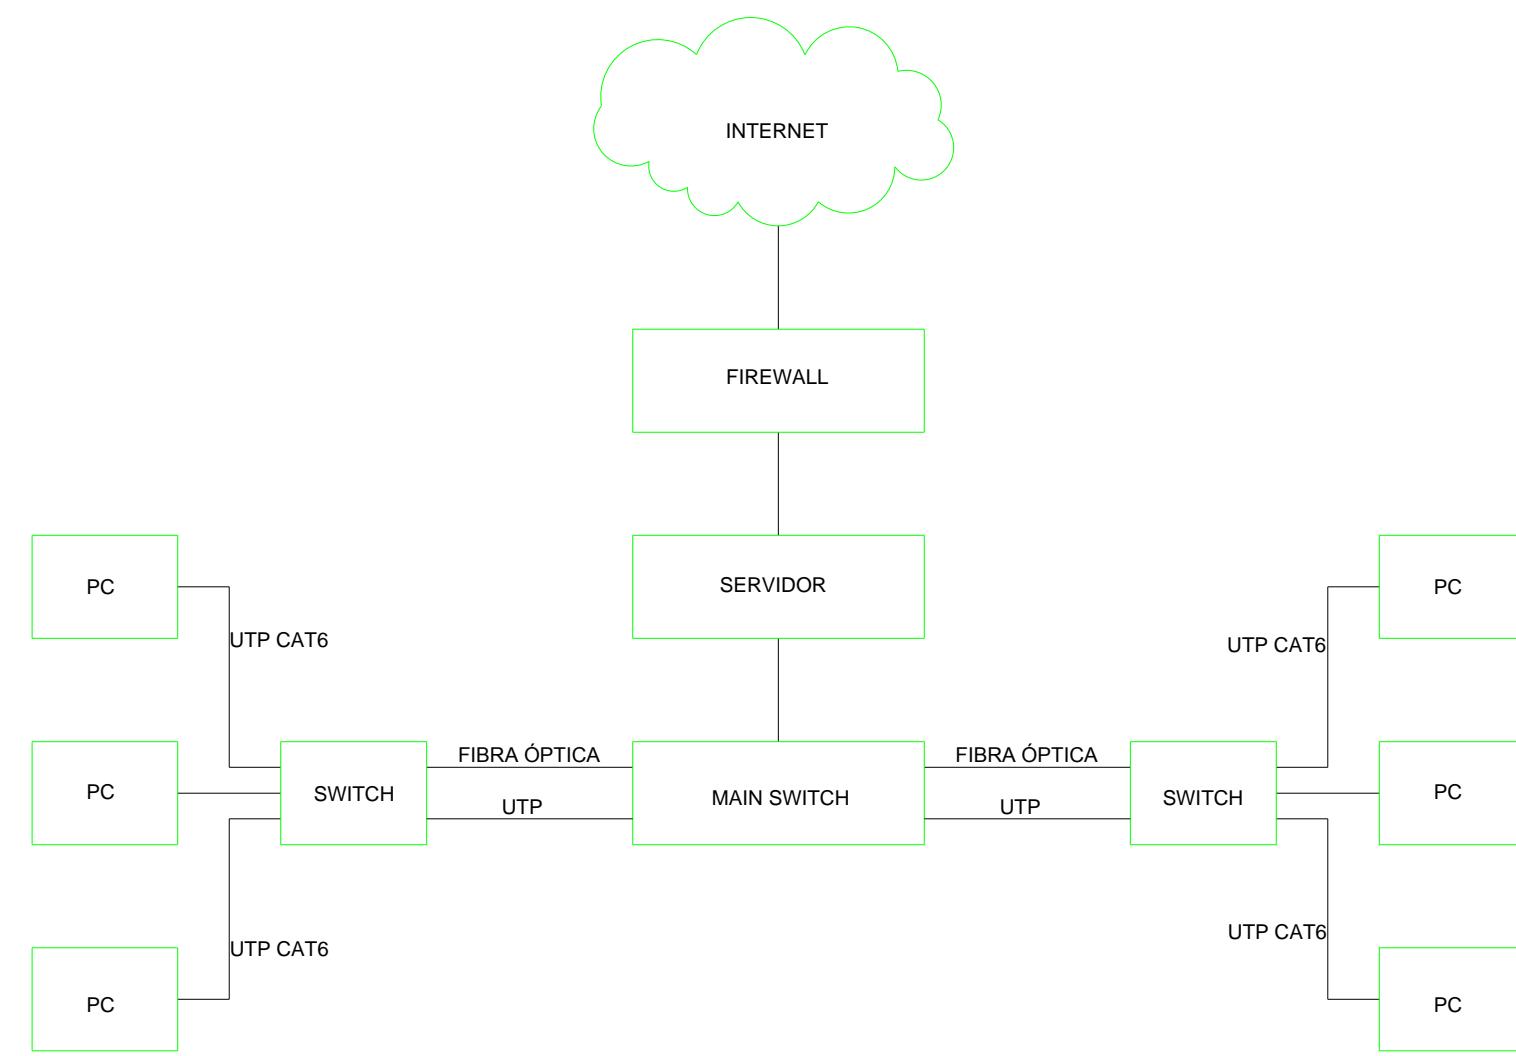 INTERNET
FIREWALL
SERVIDOR
PC
PC
UTP CAT6
UTP CAT6
FIBRA ÓPTICA
FIBRA ÓPTICA
PC
SWITCH
MAIN SWITCH
SWITCH
PC
UTP
UTP
UTP CAT6
UTP CAT6
PC
PC